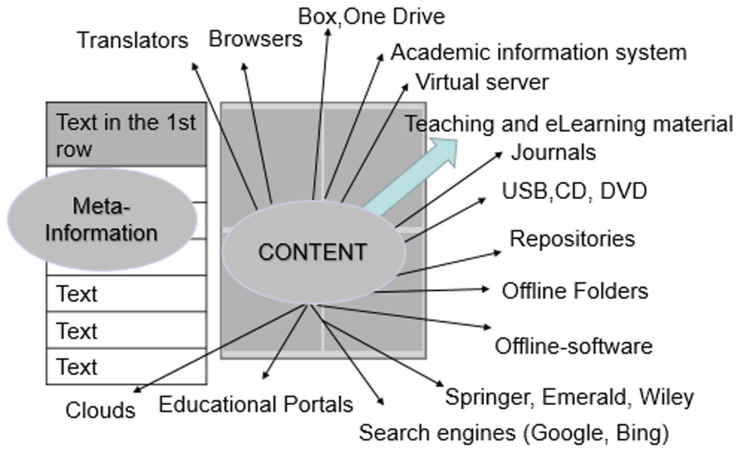 Box,One Drive
Translators
Browsers
Academic information system
Virtual server
Text in the 1st
row
Teaching and eLearning material
Journals
Meta-
Information
USB,CD, DVD
CONTENT
Repositories
Text
Offline Folders
Text
Offline-software
Text
Clouds
Educational Portals
Springer, Emerald, Wiley
Search engines (Google, Bing)